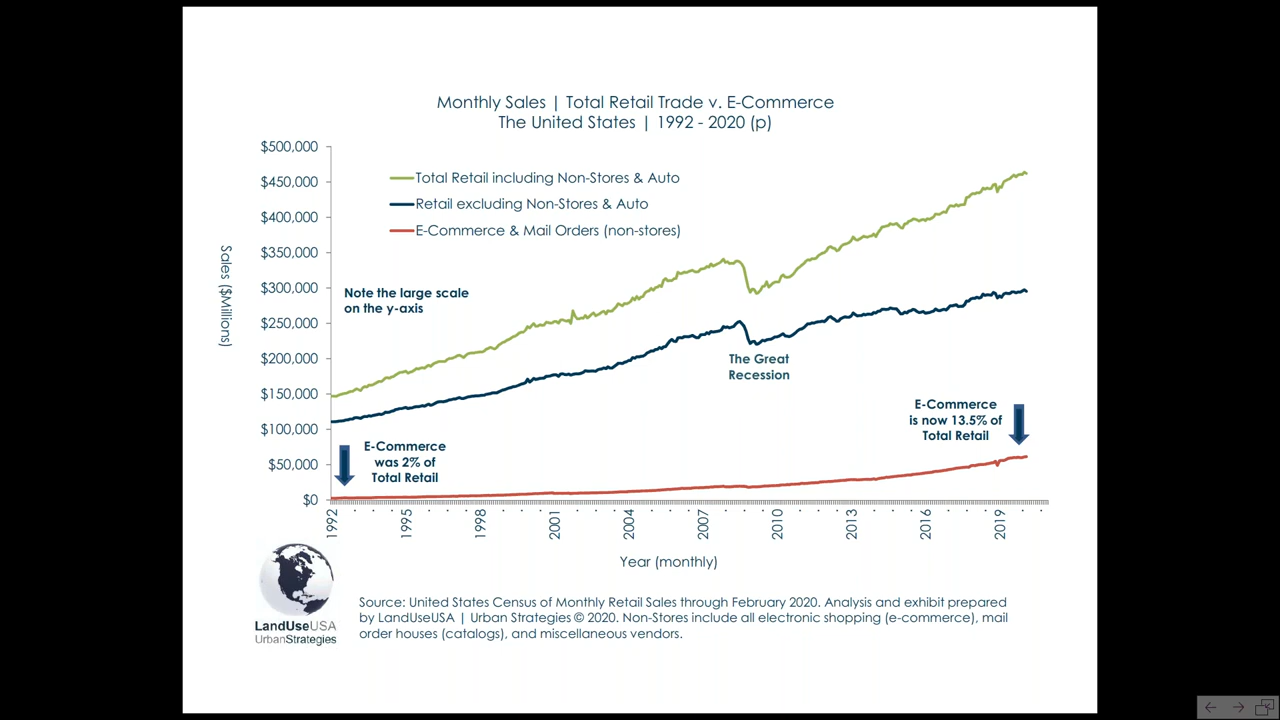 Monthly Sales | Total Retail Trade v. E-Commerce
The United States | 1992 - 2020 (p)
$500,000
$450,000
$400,000
$350,000
$300,000
$250,000
$200,000
$150,000
$100,000
$50,000
$0
Sales ($Millions)
Total Retail including Non-Stores & Auto
Retail excluding Non-Stores & Auto
E-Commerce & Mail Orders (non-stores)
Note the large scale
on the y-axis
The Great
Recession
E-Commerce
is now 13.5% of
Total Retail
E-Commerce
was 2% of
Total Retail
1992
1995
1998
2001
2004
2007
2010
2013
2016
2019
Year (monthly)
LandUseUSA
UrbanStrategies
Source: United States Census of Monthly Retail Sales through February 2020. Analysis and exhibit prepared
by LandUseUSA | Urban Strategies © 2020. Non-Stores include all electronic shopping (e-commerce), mail
order houses (catalogs), and miscellaneous vendors.